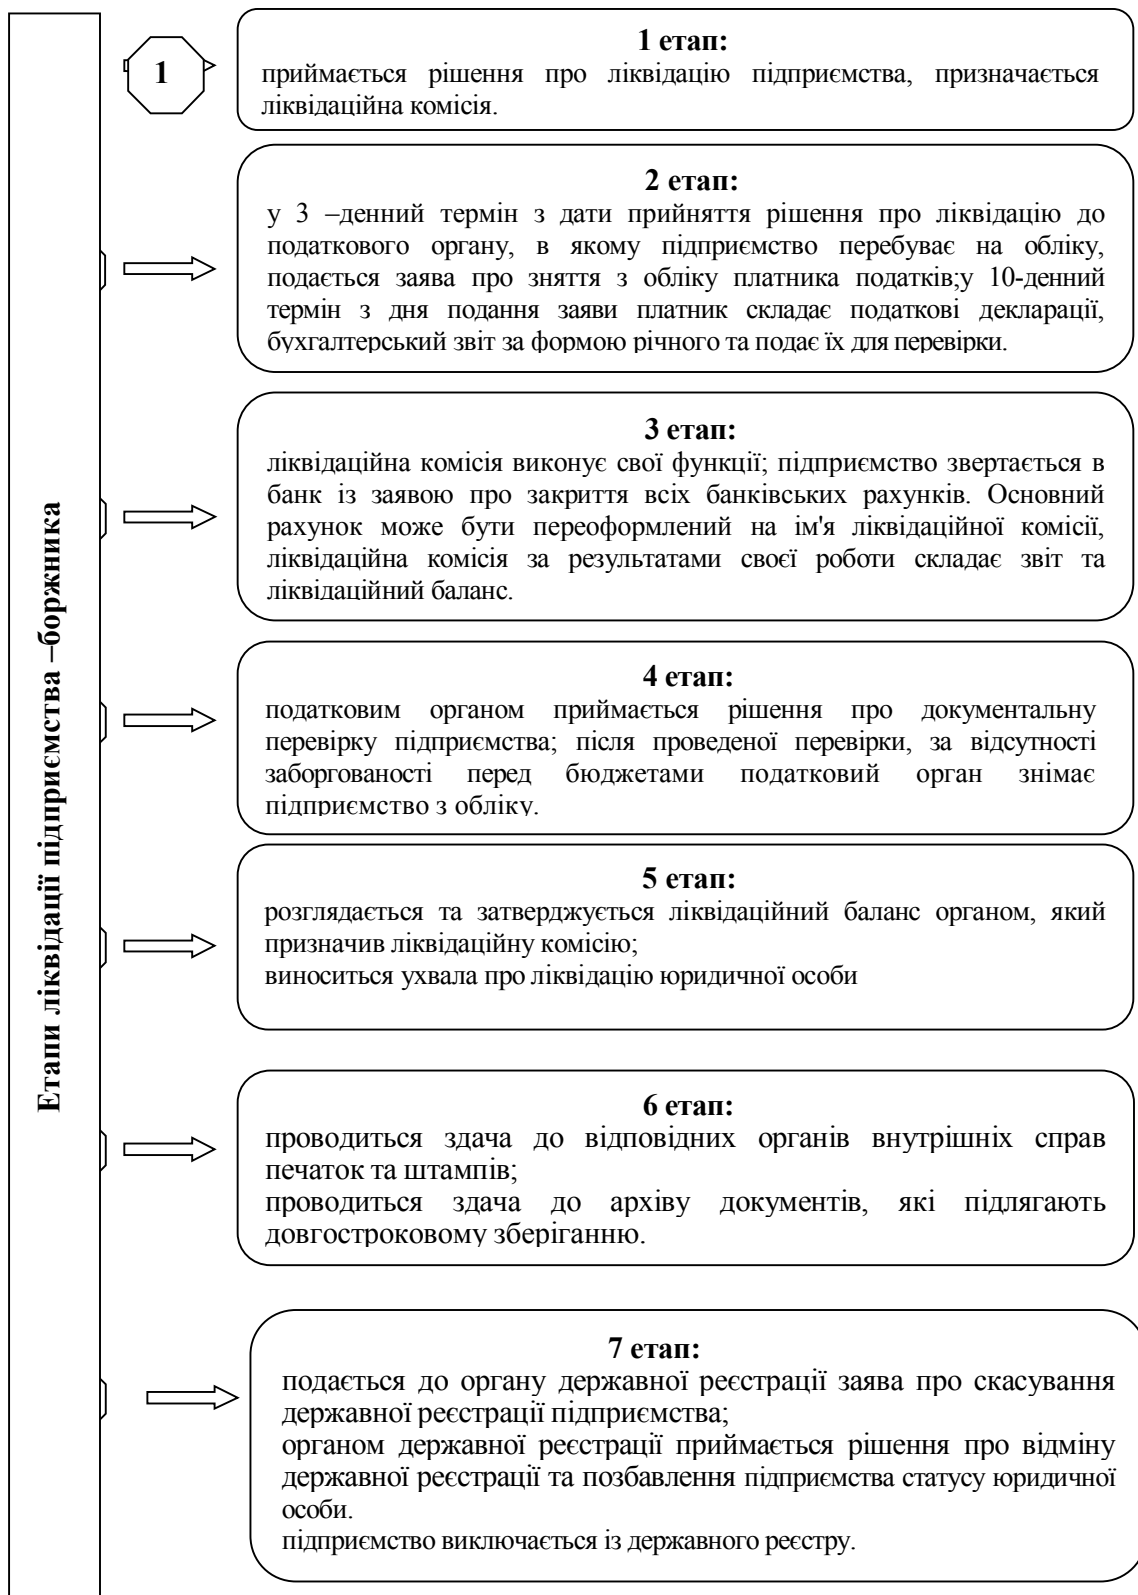 Етапи ліквідації підприємства –боржника
1
1 етап:
приймається рішення про ліквідацію підприємства, призначається
ліквідаційна комісія.
2 етап:
у 3 –денний термін з дати прийняття рішення про ліквідацію до
податкового органу, в якому підприємство перебуває на обліку,
подається заява про зняття з обліку платника податків;у 10-денний
термін з дня подання заяви платник складає податкові декларації,
бухгалтерський звіт за формою річного та подає їх для перевірки.
3 етап:
ліквідаційна комісія виконує свої функції; підприємство звертається в
банк із заявою про закриття всіх банківських рахунків. Основний
рахунок може бути переоформлений на ім'я ліквідаційної комісії,
ліквідаційна комісія за результатами своєї роботи складає звіт та
ліквідаційний баланс.
4 етап:
податковим органом приймається рішення про документальну
перевірку підприємства; після проведеної перевірки, за відсутності
заборгованості перед бюджетами податковий орган знімає
підприємство з обліку.
5 етап:
розглядається та затверджується ліквідаційний баланс органом, який
призначив ліквідаційну комісію;
виноситься ухвала про ліквідацію юридичної особи
6 етап:
проводиться здача до відповідних органів внутрішніх справ
печаток та штампів;
проводиться здача до архіву документів, які підлягають
довгостроковому зберіганню.
7 етап:
подається до органу державної реєстрації заява про скасування
державної реєстрації підприємства;
органом державної реєстрації приймається рішення про відміну
державної реєстрації та позбавлення підприємства статусу юридичної
особи.
підприємство виключається із державного реєстру.